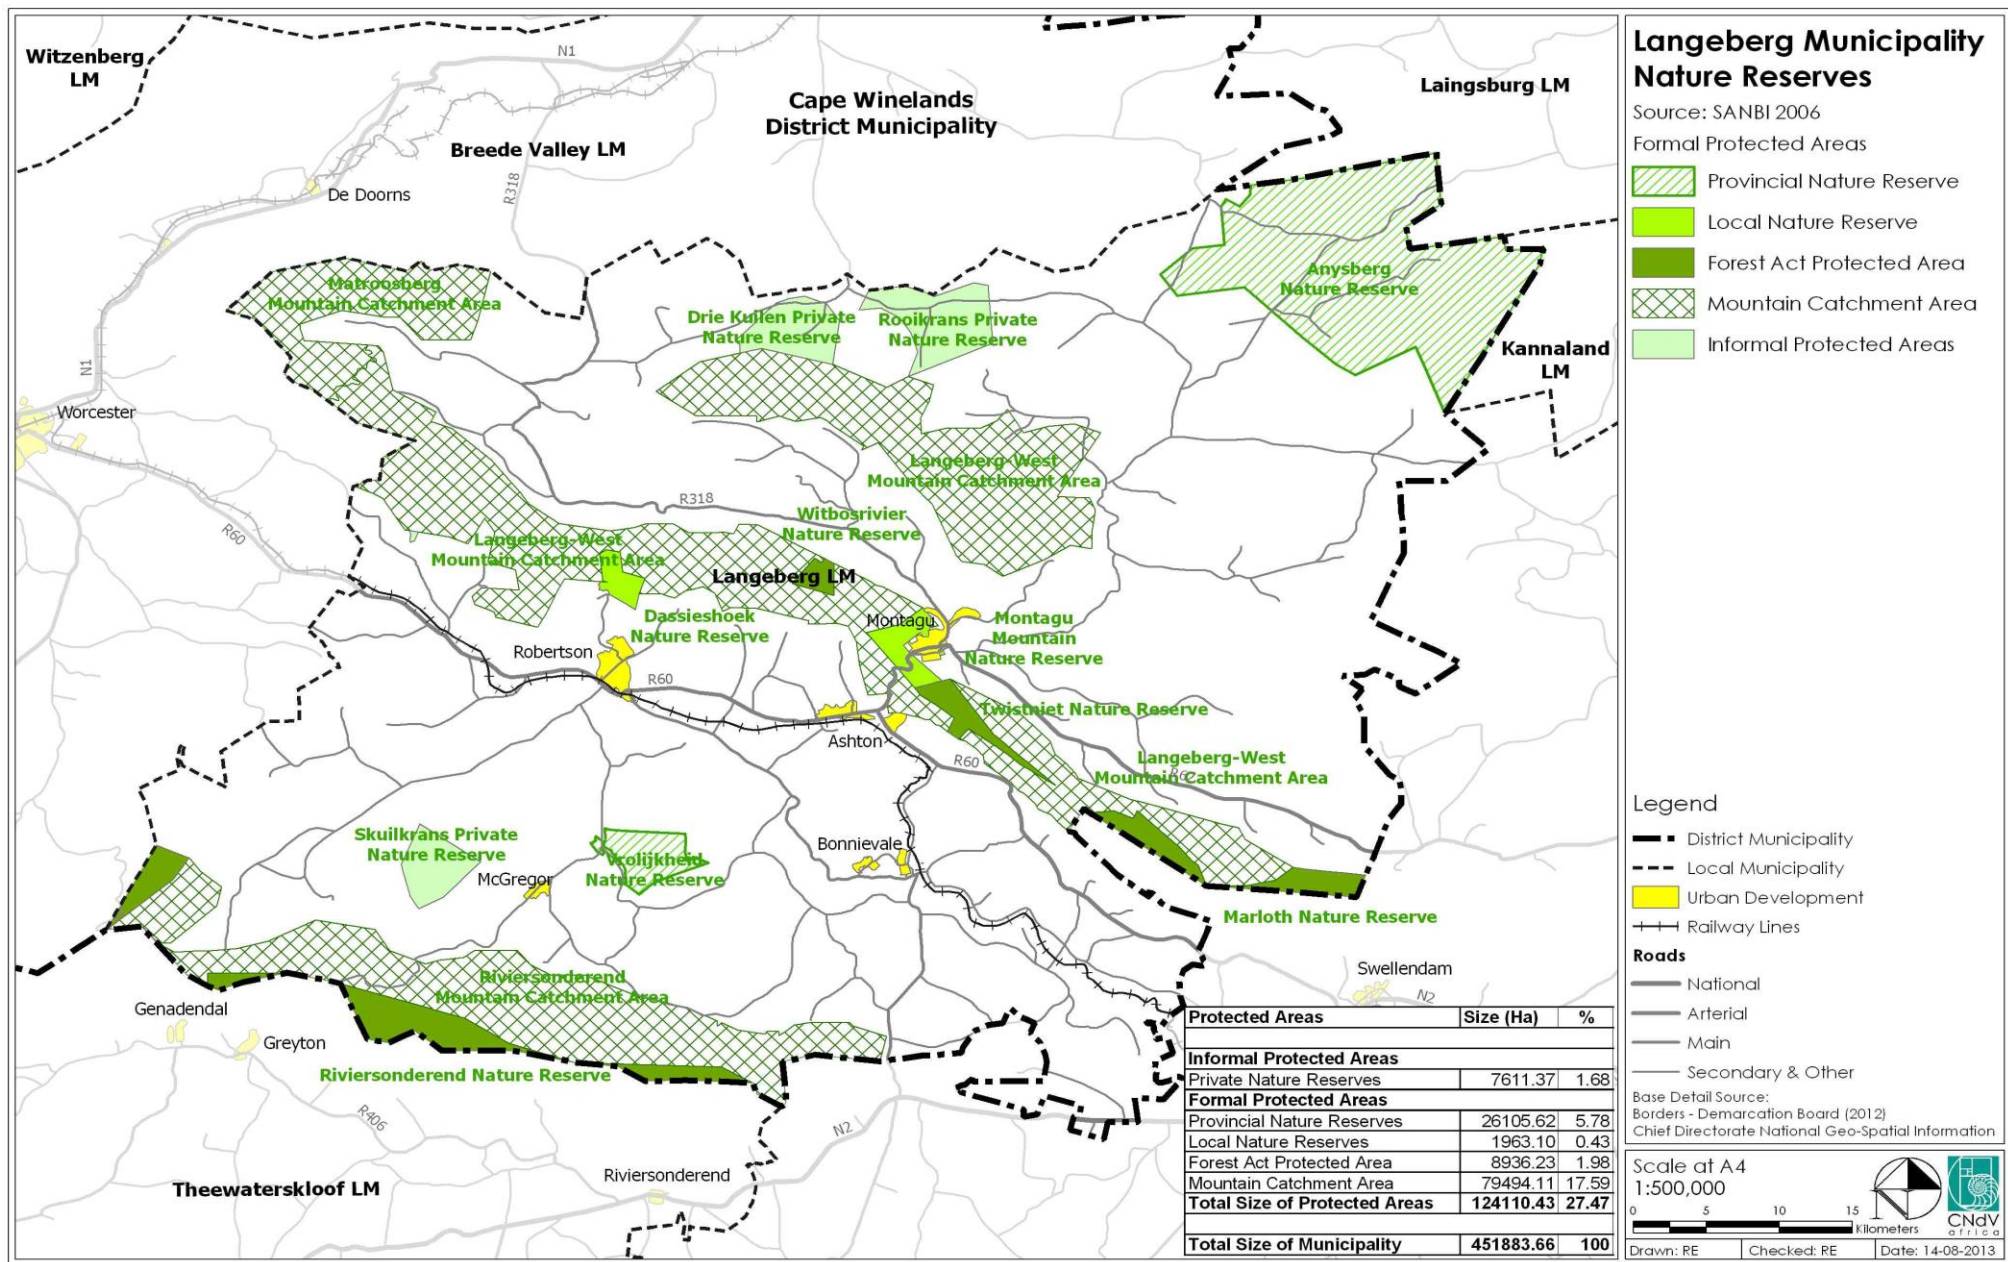 Witzenberg
LM
N1
Cape Winelands
District Municipality
Laingsburg LM
Breede Valley LM
De Doorns
R318
Matroosberg
Mountain Catchment Area
Drie Kuilen Private
Nature Reserve
Rooikrans Private
Nature Reserve
Anysberg
Nature Reserve
Kannaland
LM
N1
Worcester
R60
R318
Langeberg-West
Mountain Catchment Area
Witbosrivier
Nature Reserve
Langeberg-West
Mountain Catchment Area
Langeberg LM
Dassieshoek
Nature Reserve
Montagu
Montagu
Mountain
Nature Reserve
Robertson
R60
Twistniet Nature Reserve
Ashton
R60
Langeberg-West
Mountain Catchment Area
Skuilkrans Private
Nature Reserve
Bonnievale
McGregor
Vrolijkheid
Nature Reserve
Marloth Nature Reserve
Swellendam
N2
Riviersonderend
Mountain Catchment Area
Genadendal
Greyton
Riviersonderend Nature Reserve
R406
N2
Theewaterskloof LM
Riviersonderend
Protected Areas Size (Ha) %
Informal Protected Areas
Private Nature Reserves 7611.37 1.68
Formal Protected Areas
Provincial Nature Reserves 26105.62 5.78
Local Nature Reserves 1963.10 0.43
Forest Act Protected Area 8936.23 1.98
Mountain Catchment Area 79494.11 17.59
Total Size of Protected Areas 124110.43 27.47
Total Size of Municipality 451883.66 100
Langeberg Municipality
Nature Reserves
Source: SANBI 2006
Formal Protected Areas
Provincial Nature Reserve
Local Nature Reserve
Forest Act Protected Area
Mountain Catchment Area
Informal Protected Areas
Legend
District Municipality
Local Municipality
Urban Development
Railway Lines
Roads
National
Arterial
Main
Secondary & Other
Base Detail Source:
Borders - Demarcation Board (2012)
Chief Directorate National Geo-Spatial Information
Scale at A4
1:500,000
0 5 10 15
Kilometers
CNdV
africa
Drawn: RE Checked: RE Date: 14-08-2013